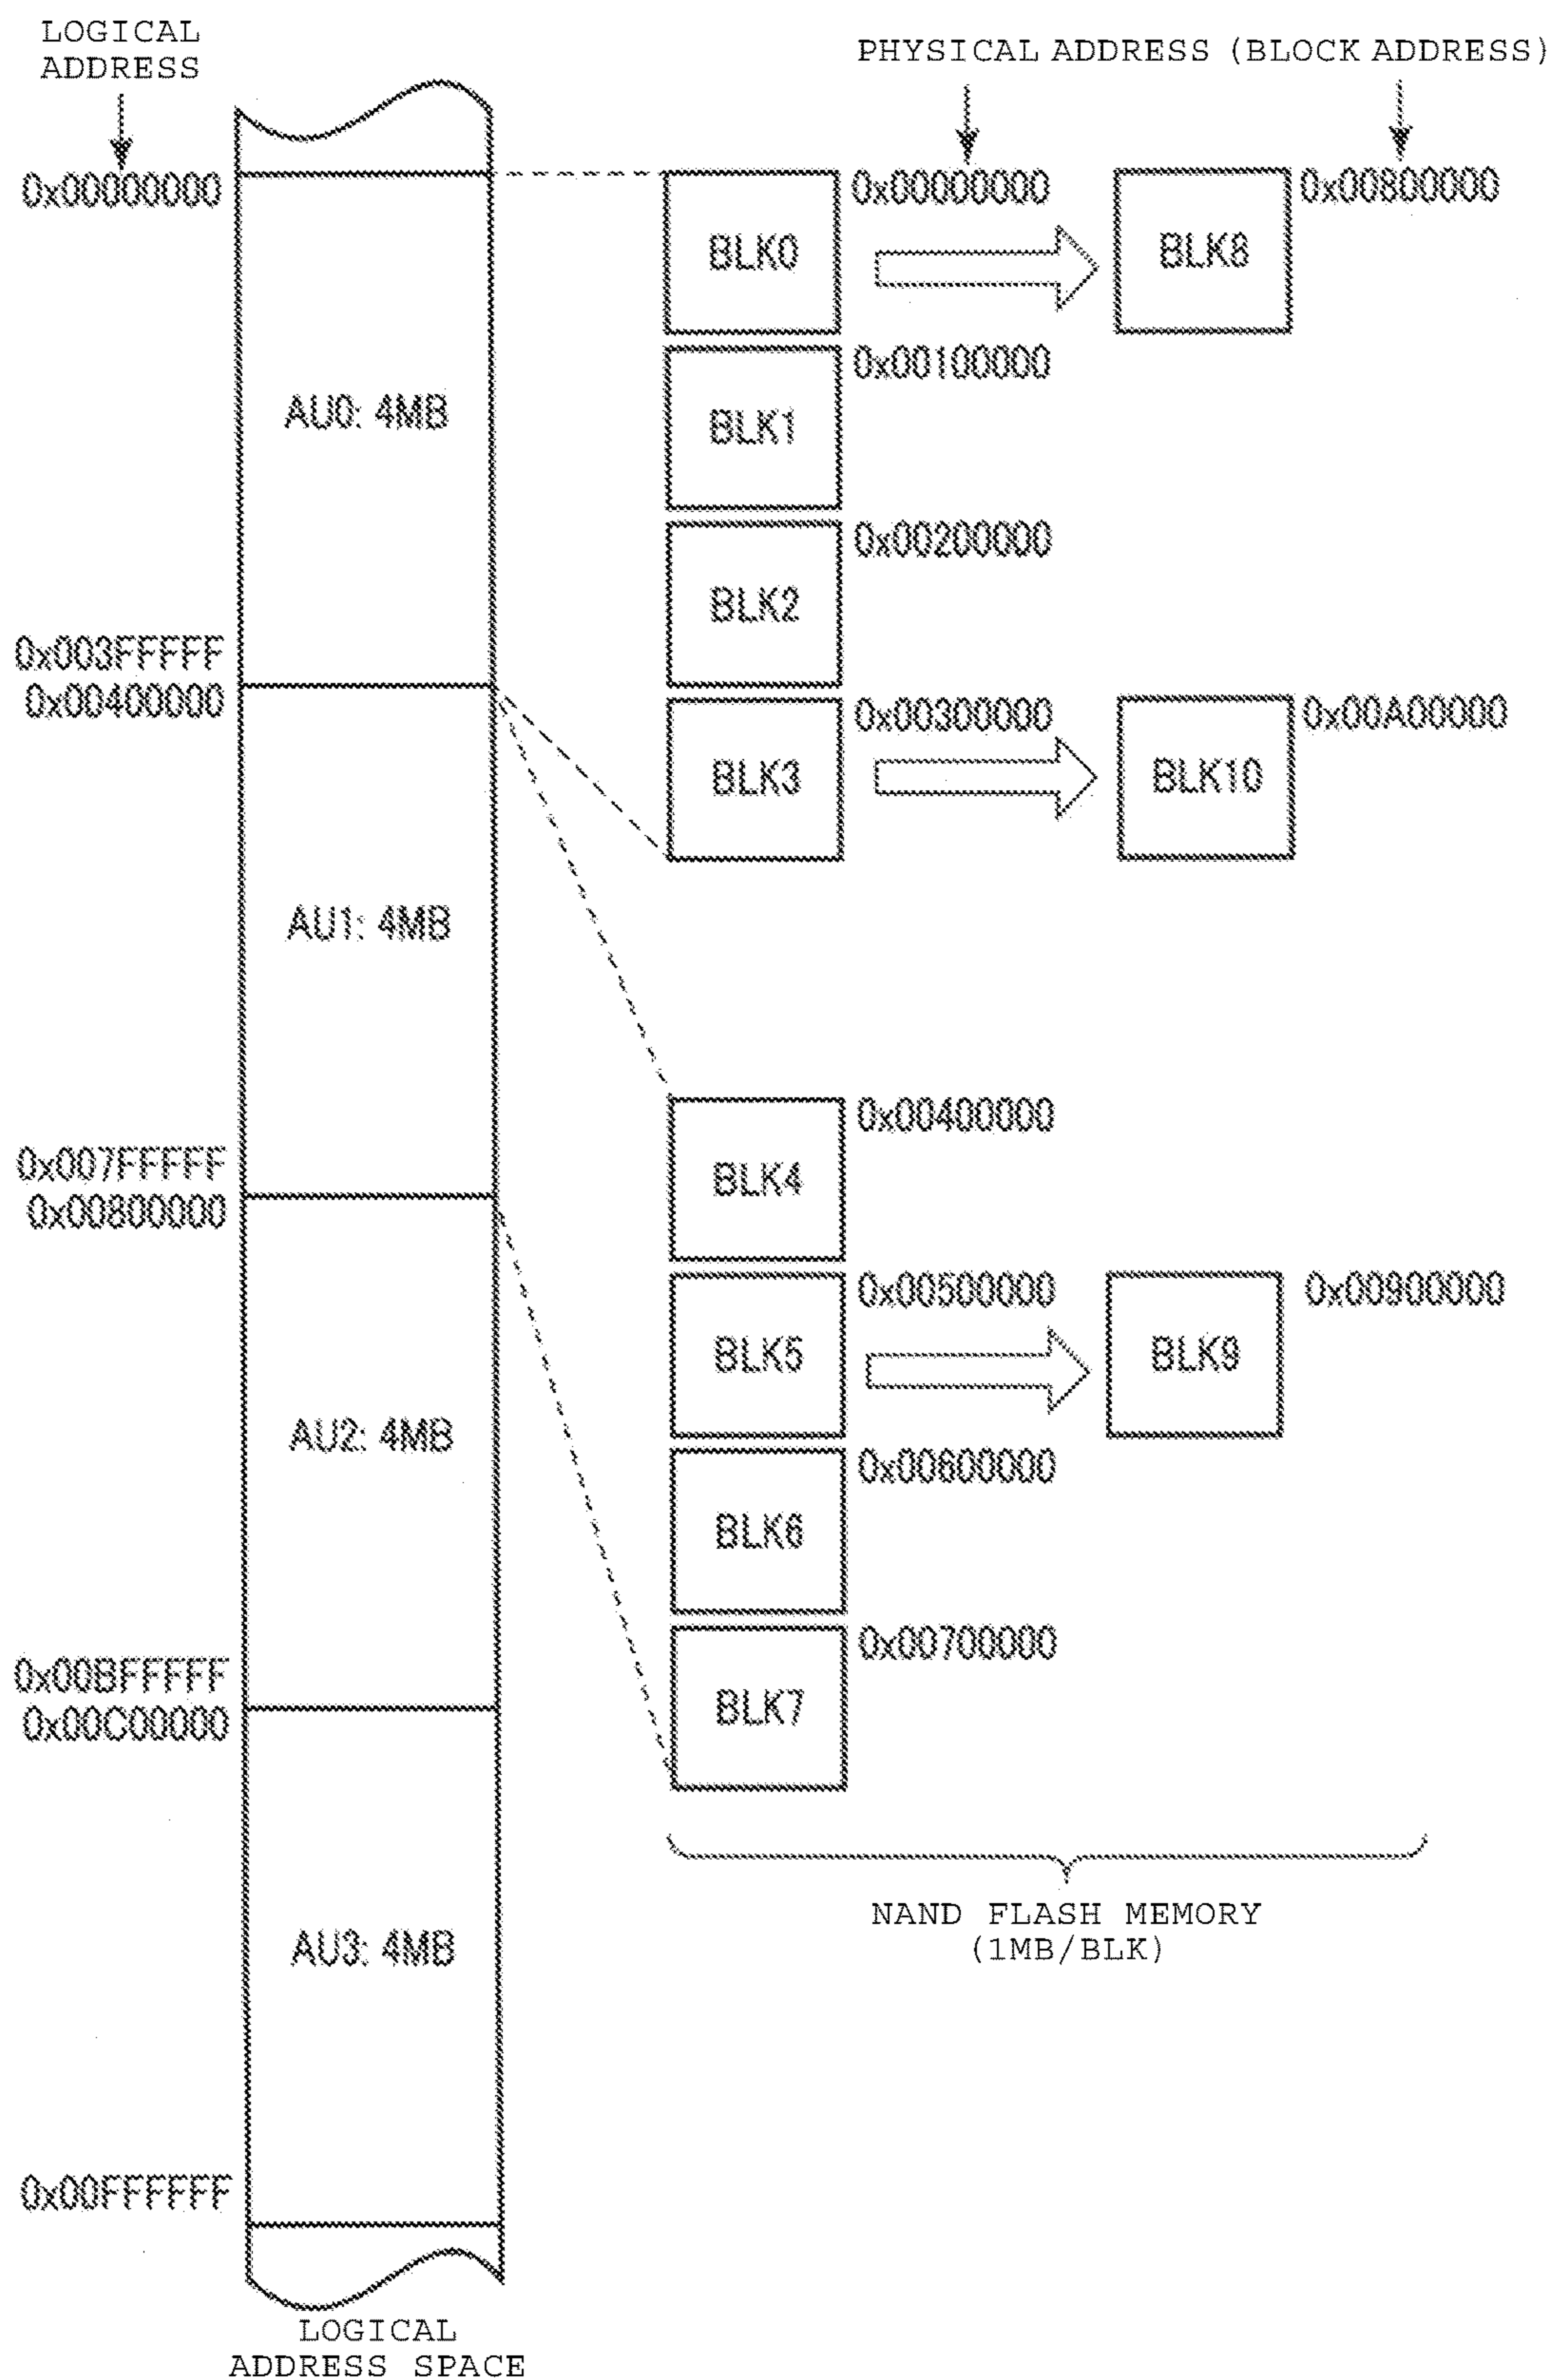 LOGICAL
ADDRESS
PHYSICAL ADDRESS (BLOCK ADDRESS)
0x00000000
BLK0
0x00000000
BLK8
0x00800000
AU0: 4MB
BLK1
0x00100000
BLK2
0x00200000
0x003FFFFF
0x00400000
BLK3
0x00300000
BLK10
0x00A00000
AU1: 4MB
BLK4
0x00400000
0x007FFFFF
0x00800000
BLK5
0x00500000
BLK9
0x00900000
AU2: 4MB
BLK6
0x00600000
0x00BFFFFF
0x00C00000
BLK7
0x00700000
NAND FLASH MEMORY
(1MB/BLK)
AU3: 4MB
0x00FFFFFF
LOGICAL
ADDRESS SPACE